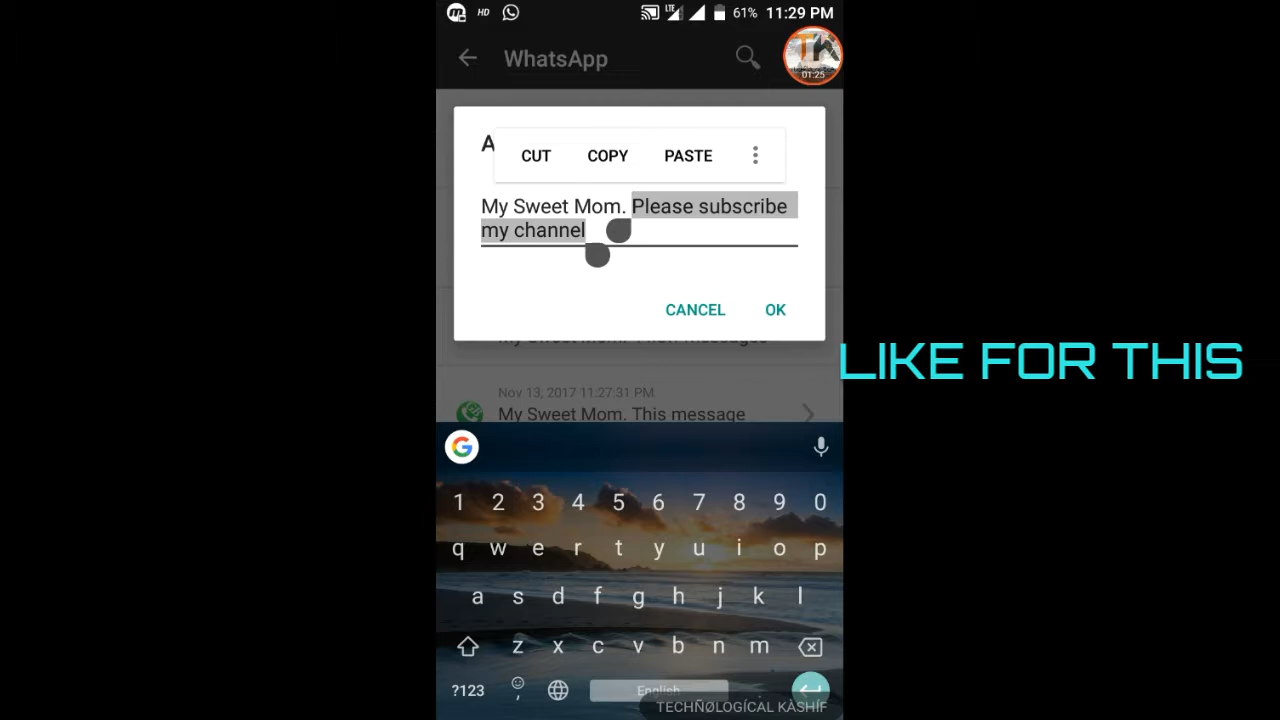 HD LTE 61% 11:29 PM
WhatsApp
TK
01:25
A
CUT COPY PASTE
My Sweet Mom. Please subscribe
my channel
CANCEL OK
LIKE FOR THIS
Nov 13, 2017 11:27:31 PM
My Sweet Mom. This message
G
1 2 3 4 5 6 7 8 9 0
q w e r t y u i o p
a s d f g h j k l
z x c v b n m
?123 , English .
TECHÑØLOGÍCAL KÀSHÍF